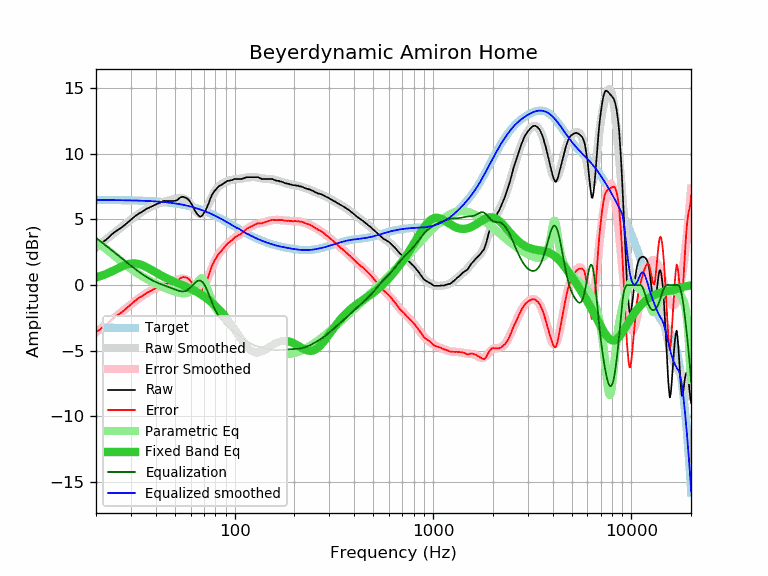 Beyerdynamic Amiron Home
15
10
5
0
−5
−10
−15
Amplitude (dBr)
Target
Raw Smoothed
Error Smoothed
Raw
Error
Parametric Eq
Fixed Band Eq
Equalization
Equalized smoothed
100
1000
10000
Frequency (Hz)